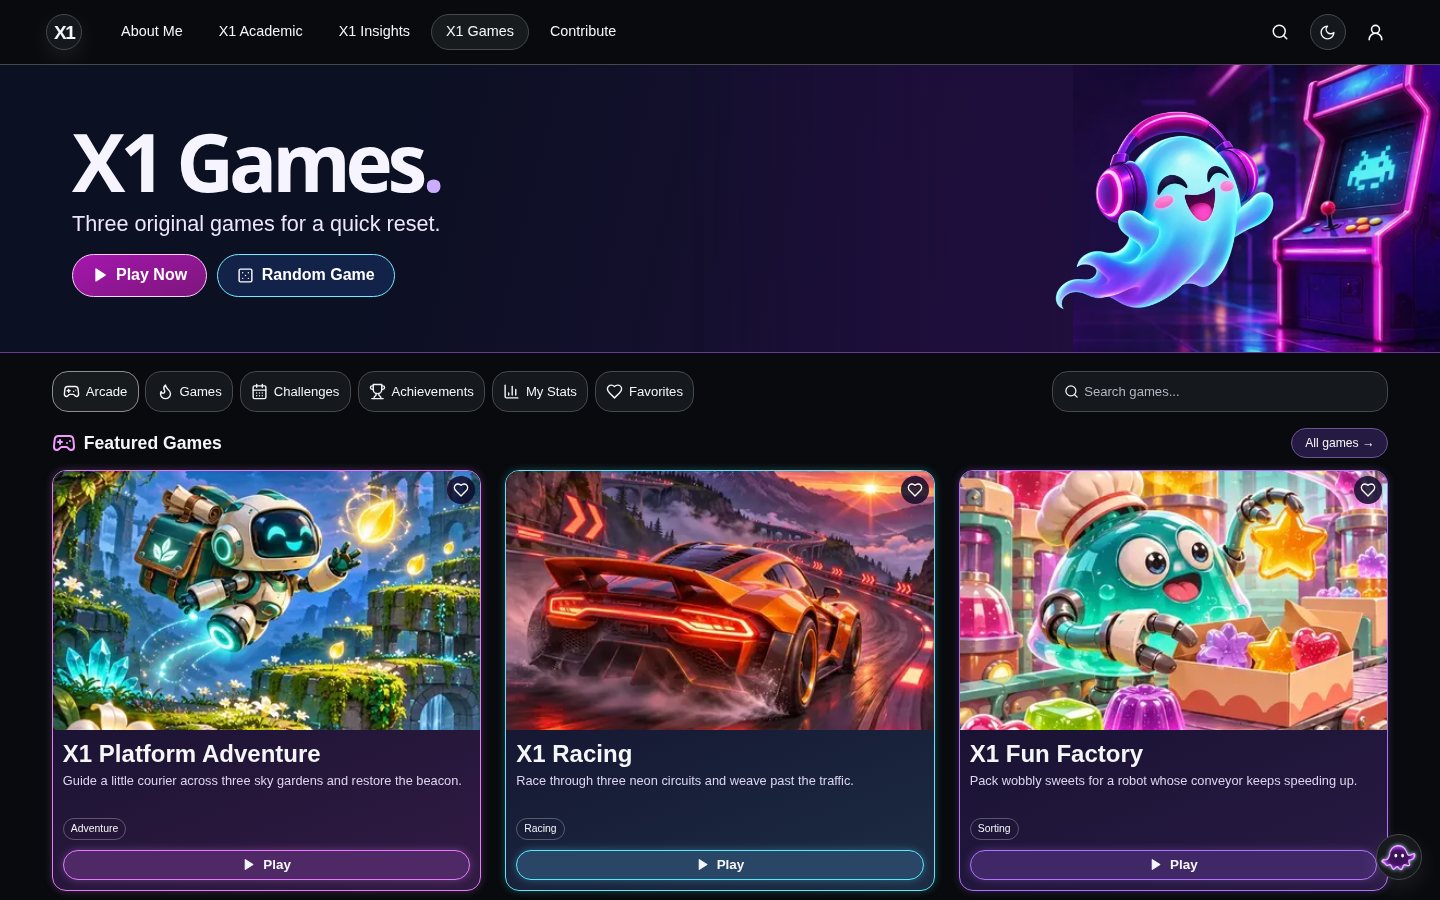 X1
About Me
X1 Academic
X1 Insights
X1 Games
Contribute
X1 Games.
Three original games for a quick reset.
Play Now
Random Game
Arcade
Games
Challenges
Achievements
My Stats
Favorites
Search games...
Featured Games
All games →
X1 Platform Adventure
Guide a little courier across three sky gardens and restore the beacon.
Adventure
Play
X1 Racing
Race through three neon circuits and weave past the traffic.
Racing
Play
X1 Fun Factory
Pack wobbly sweets for a robot whose conveyor keeps speeding up.
Sorting
Play